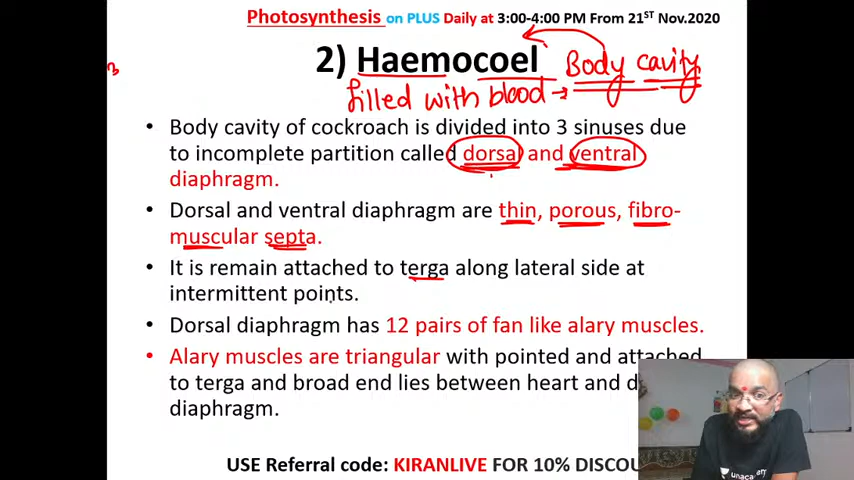 Photosynthesis on PLUS Daily at 3:00-4:00 PM From 21ST Nov.2020
2) Haemocoel
Body cavity
filled with blood →
• Body cavity of cockroach is divided into 3 sinuses due
to incomplete partition called dorsal and ventral
diaphragm.
• Dorsal and ventral diaphragm are thin, porous, fibro-
muscular septa.
• It is remain attached to terga along lateral side at
intermittent points.
• Dorsal diaphragm has 12 pairs of fan like alary muscles.
• Alary muscles are triangular with pointed and attached
to terga and broad end lies between heart and d
diaphragm.
USE Referral code: KIRANLIVE FOR 10% DISCOU